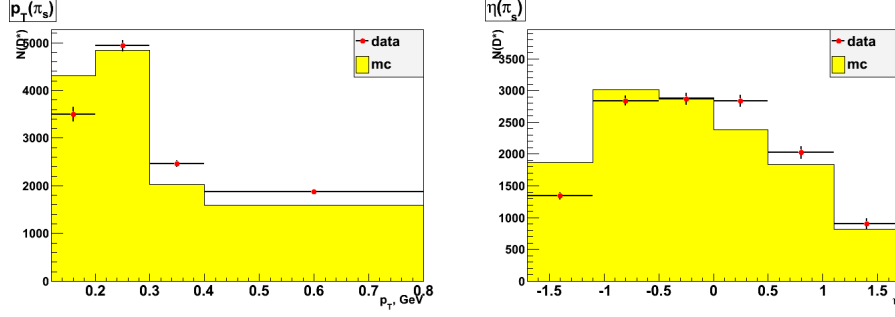 p_T(π_s)
N(D*)
data
mc
5000
4000
3000
2000
1000
0
0.2 0.3 0.4 0.5 0.6 0.7 0.8
p_T, GeV
η(π_s)
N(D*)
data
mc
3500
3000
2500
2000
1500
1000
500
0
-1.5 -1 -0.5 0 0.5 1 1.5